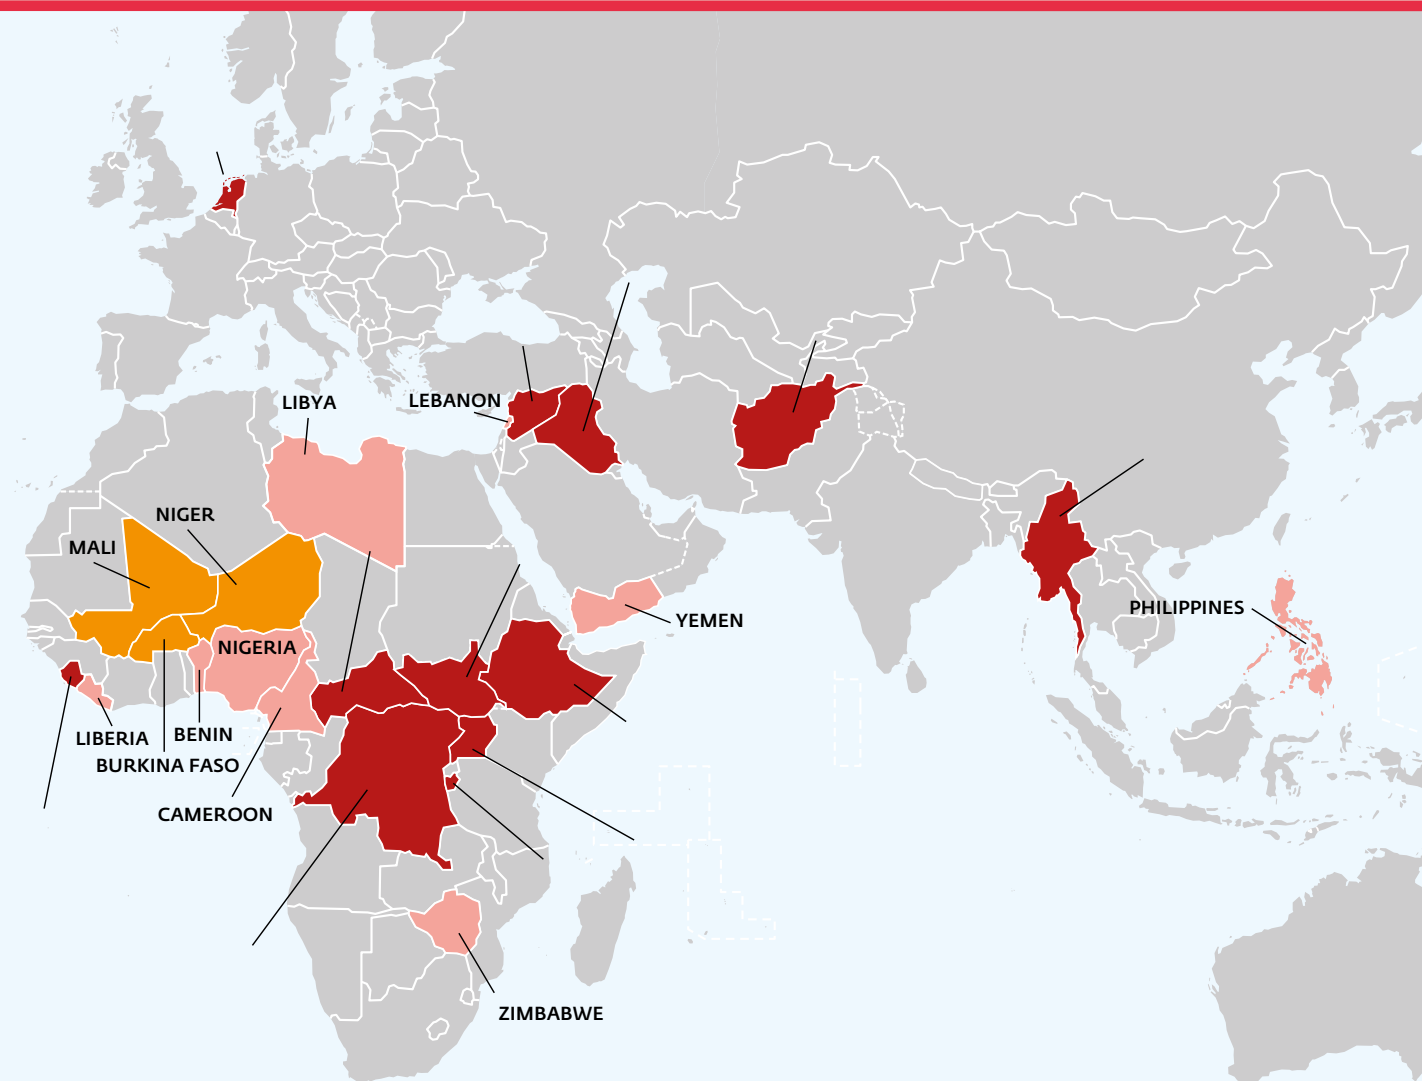 LIBYA
LEBANON
NIGER
MALI
PHILIPPINES
YEMEN
NIGERIA
LIBERIA
BENIN
BURKINA FASO
CAMEROON
ZIMBABWE